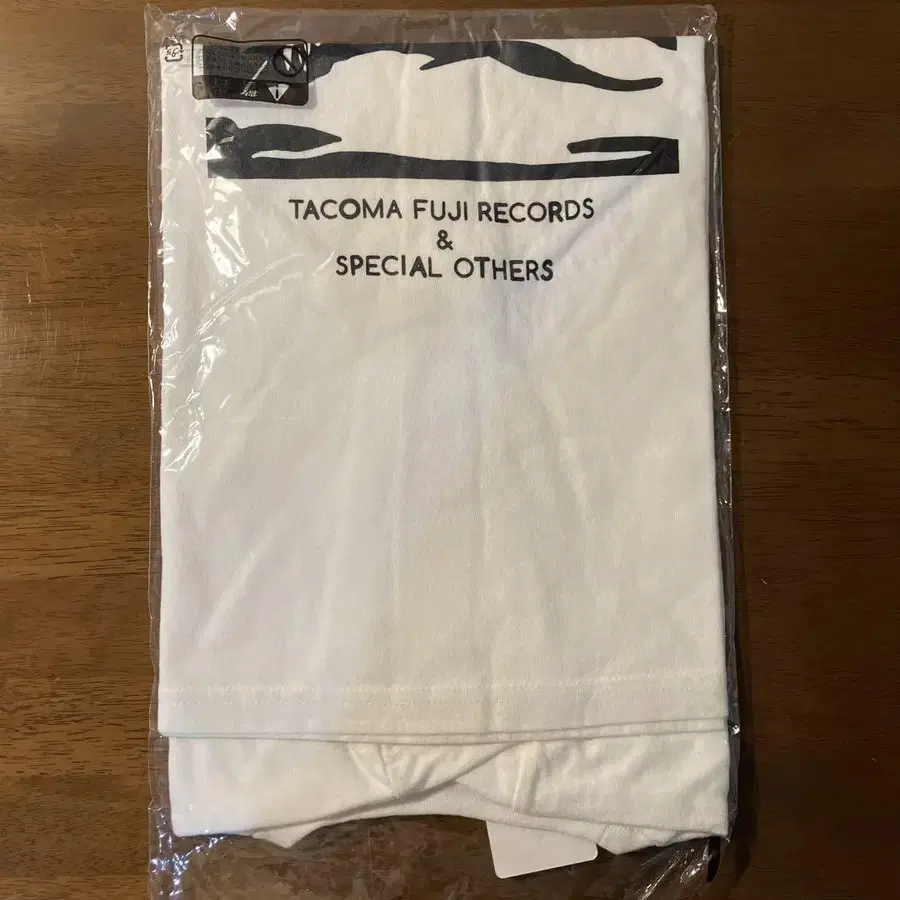 TACOMA FUJI RECORDS
&
SPECIAL OTHERS